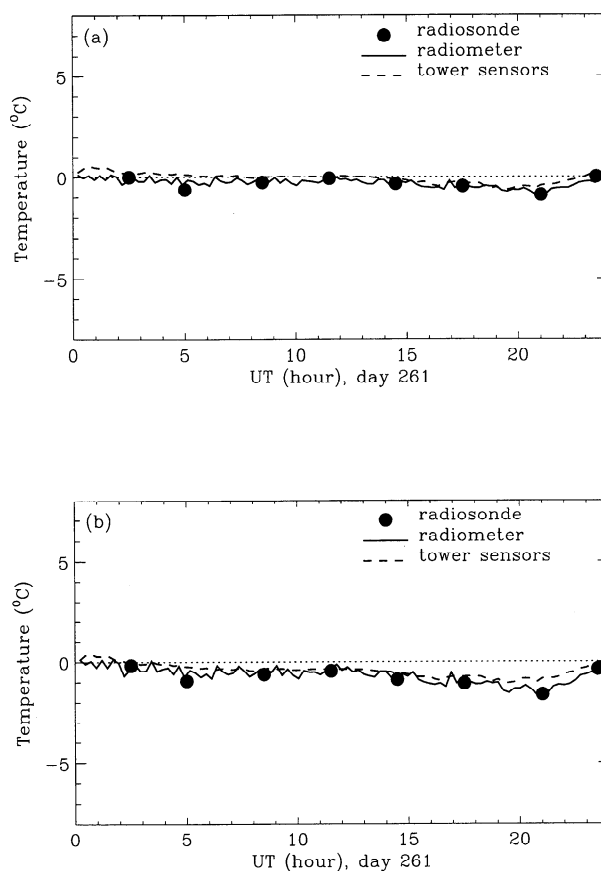 (a)
radiosonde
radiometer
tower sensors
5
0
−5
Temperature (°C)
0 5 10 15 20
UT (hour), day 261
(b)
radiosonde
radiometer
tower sensors
5
0
−5
Temperature (°C)
0 5 10 15 20
UT (hour), day 261